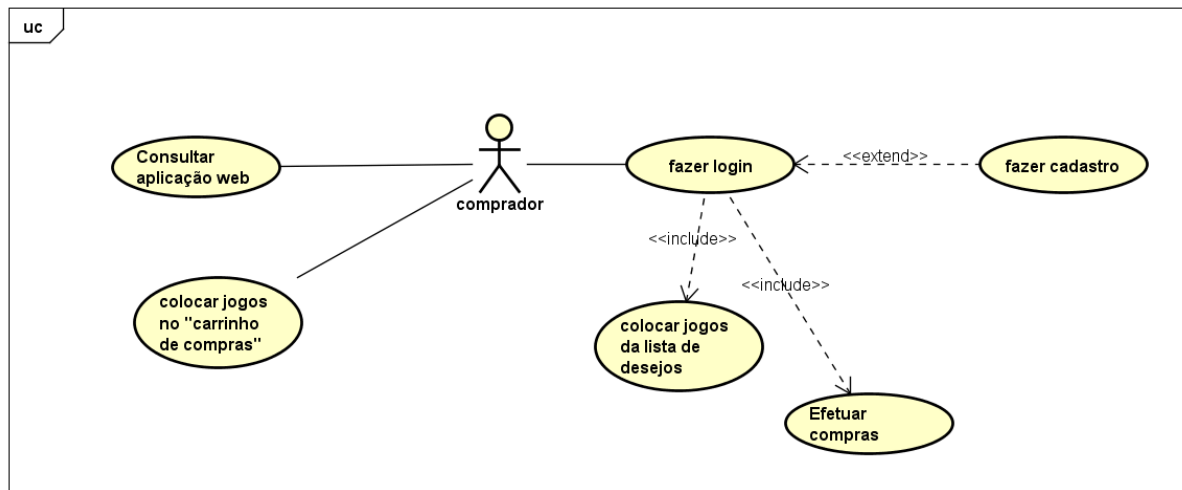 uc
Consultar
aplicação web
comprador
fazer login
<<extend>>
fazer cadastro
<<include>>
<<include>>
colocar jogos
no "carrinho
de compras"
colocar jogos
da lista de
desejos
Efetuar
compras